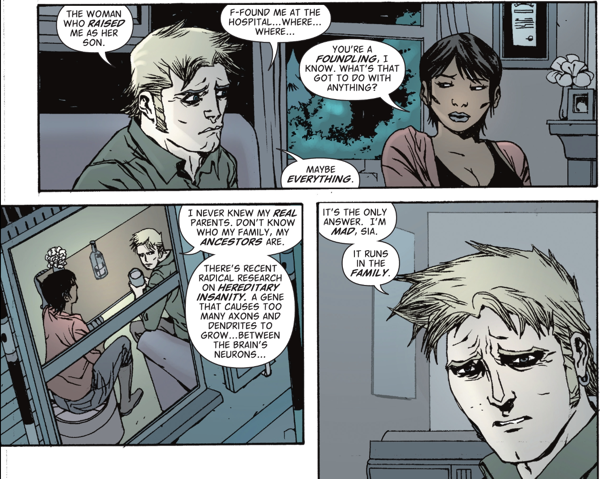 THE WOMAN
WHO RAISED
ME AS HER
SON.
F-FOUND ME AT THE
HOSPITAL...WHERE...
WHERE...
YOU'RE A
FOUNDLING, I
KNOW. WHAT'S THAT
GOT TO DO WITH
ANYTHING?
MAYBE
EVERYTHING.
I NEVER KNEW MY REAL
PARENTS. DON'T KNOW
WHO MY FAMILY, MY
ANCESTORS ARE.
THERE'S RECENT
RADICAL RESEARCH
ON HEREDITARY
INSANITY. A GENE
THAT CAUSES TOO
MANY AXONS AND
DENDRITES TO
GROW...BETWEEN
THE BRAIN'S
NEURONS...
IT'S THE ONLY
ANSWER. I'M
MAD, SIA.
IT RUNS
IN THE
FAMILY.